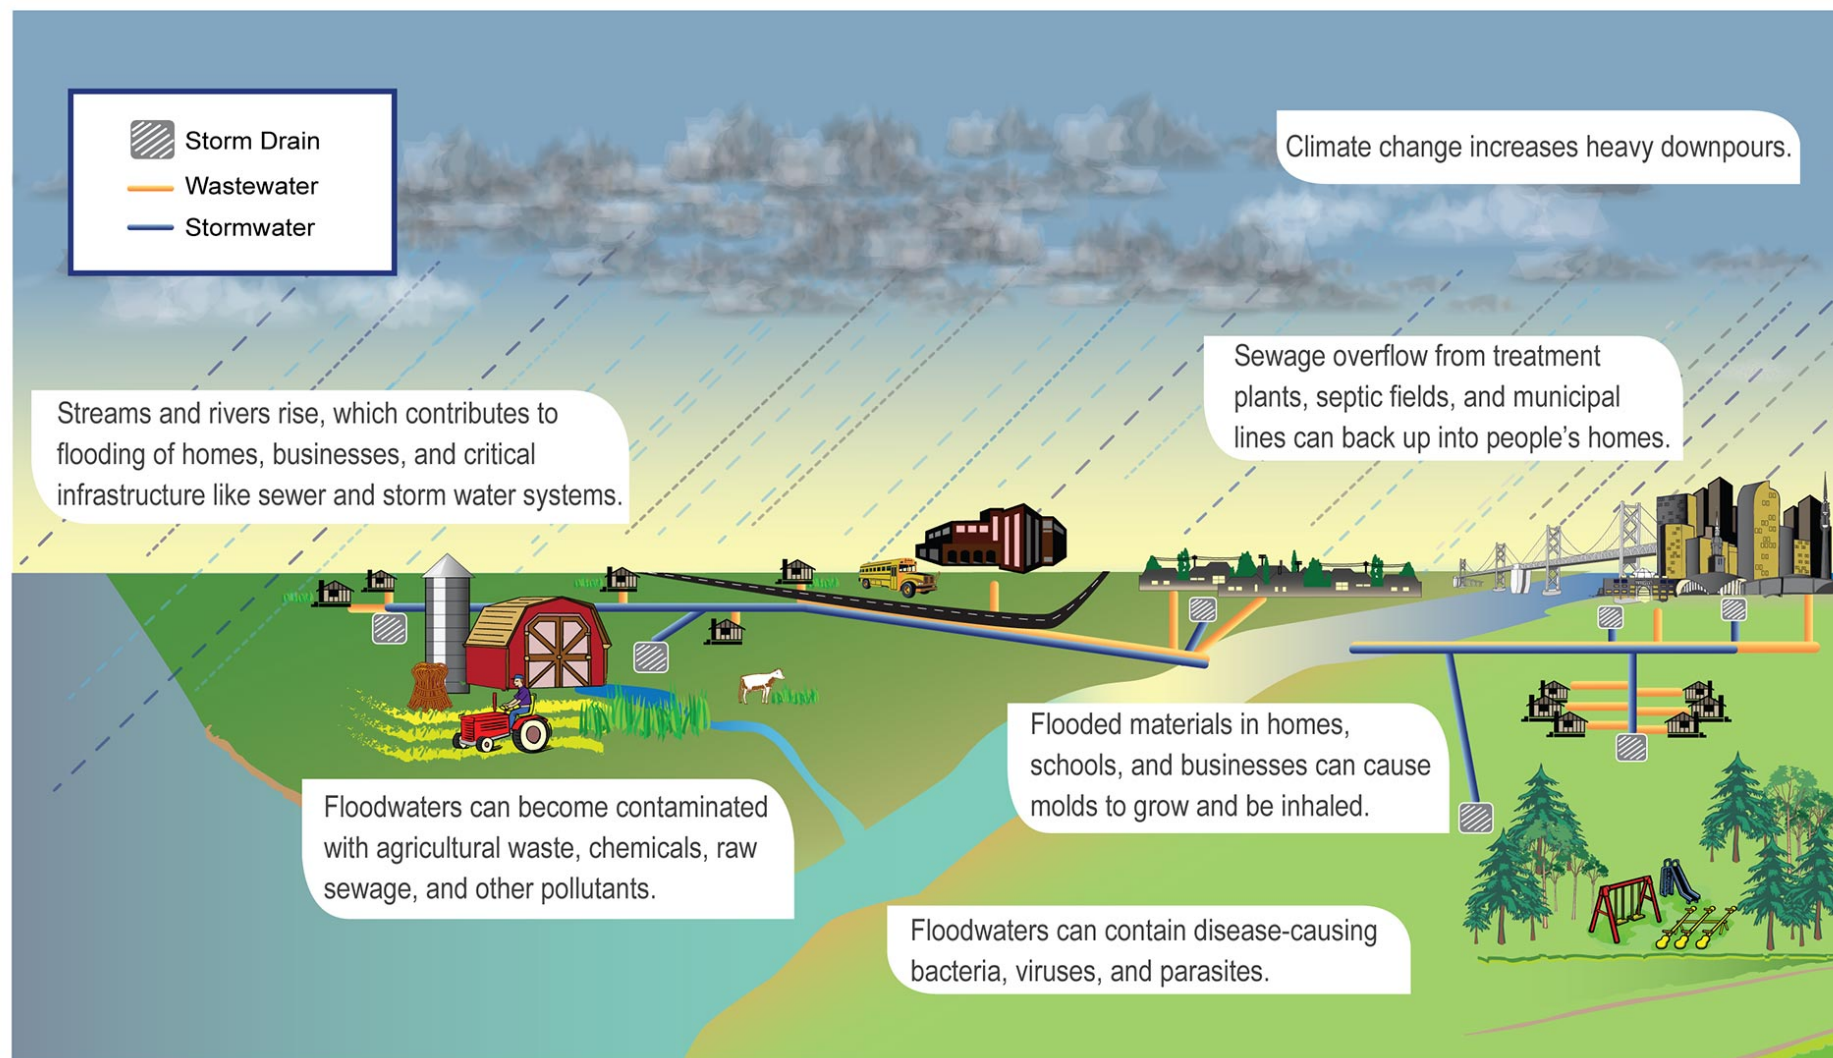 Storm Drain
Wastewater
Stormwater
Climate change increases heavy downpours.
Sewage overflow from treatment
plants, septic fields, and municipal
lines can back up into people’s homes.
Streams and rivers rise, which contributes to
flooding of homes, businesses, and critical
infrastructure like sewer and storm water systems.
Flooded materials in homes,
schools, and businesses can cause
molds to grow and be inhaled.
Floodwaters can become contaminated
with agricultural waste, chemicals, raw
sewage, and other pollutants.
Floodwaters can contain disease-causing
bacteria, viruses, and parasites.